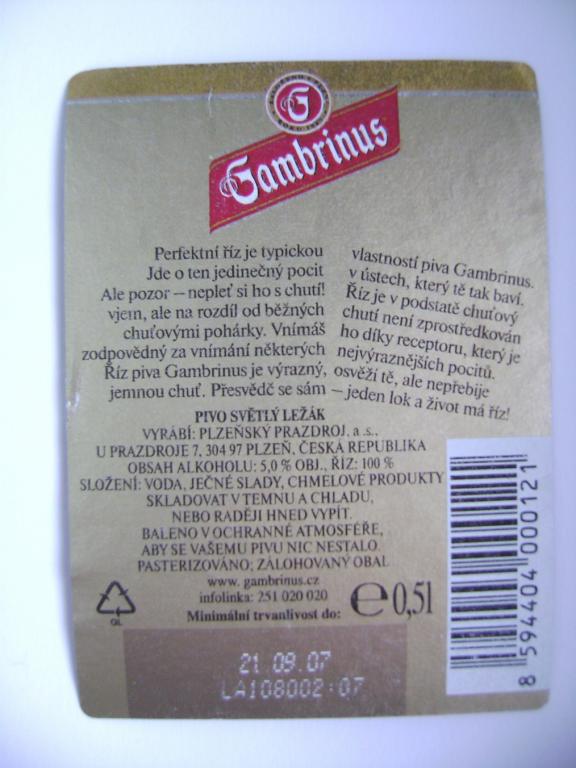 G
Gambrinus
Perfektní říz je typickou vlastností piva Gambrinus.
Jde o ten jedinečný pocit v ústech, který tě tak baví.
Ale pozor – nepleť si ho s chutí! Říz je v podstatě chuťový
vjem, ale na rozdíl od běžných chutí není zprostředkován
chuťovými pohárky. Vnímáš ho díky receptoru, který je
zodpovědný za vnímání některých nejvýraznějších pocitů.
Říz piva Gambrinus je výrazný, osvěží tě, ale nepřebije
jemnou chuť. Přesvědč se sám – jeden lok a život má říz!
PIVO SVĚTLÝ LEŽÁK
VYRÁBÍ: PLZEŇSKÝ PRAZDROJ, a .s.,
U PRAZDROJE 7, 304 97 PLZEŇ, ČESKÁ REPUBLIKA
OBSAH ALKOHOLU: 5,0 % OBJ., ŘÍZ: 100 %
SLOŽENÍ: VODA, JEČNÉ SLADY, CHMELOVÉ PRODUKTY
SKLADOVAT V TEMNU A CHLADU,
NEBO RADĚJI HNED VYPÍT.
BALENO V OCHRANNÉ ATMOSFÉŘE,
ABY SE VAŠEMU PIVU NIC NESTALO.
PASTERIZOVÁNO; ZÁLOHOVANÝ OBAL
www. gambrinus.cz
infolinka: 251 020 020
Minimální trvanlivost do:
℮ 0,5l
GL
21 09.07
LA108002:07
8 594404 000121